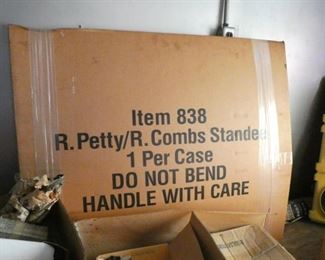 Item 838
R. Petty/R. Combs Standee
1 Per Case
DO NOT BEND
HANDLE WITH CARE